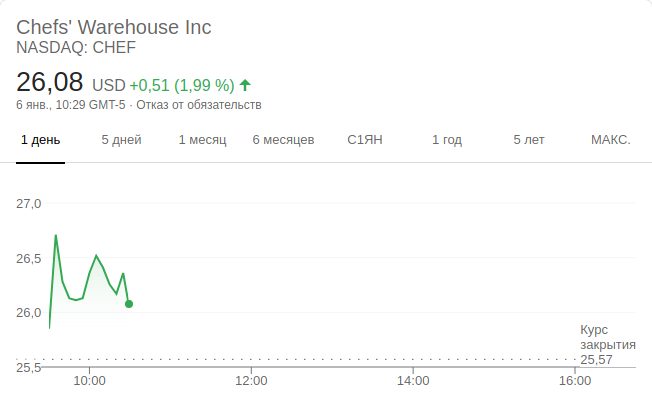 Chefs' Warehouse Inc
NASDAQ: CHEF
26,08 USD +0,51 (1,99 %)
6 янв., 10:29 GMT-5 · Отказ от обязательств
1 день 5 дней 1 месяц 6 месяцев С1ЯН 1 год 5 лет МАКС.
27,0
26,5
26,0
Курс
закрытия
25,57
25,5
10:00 12:00 14:00 16:00